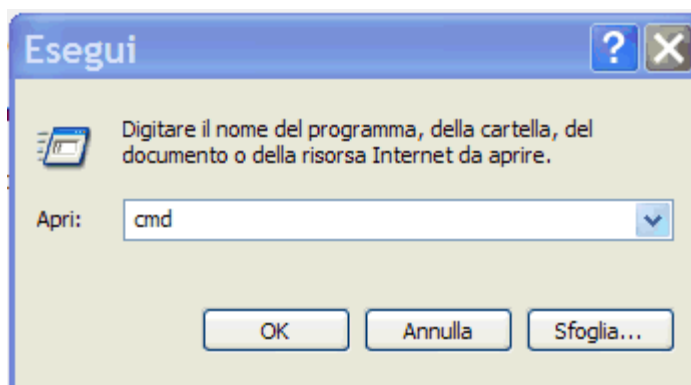 Esegui
Digitare il nome del programma, della cartella, del
documento o della risorsa Internet da aprire.
Apri: cmd
OK Annulla Sfoglia...